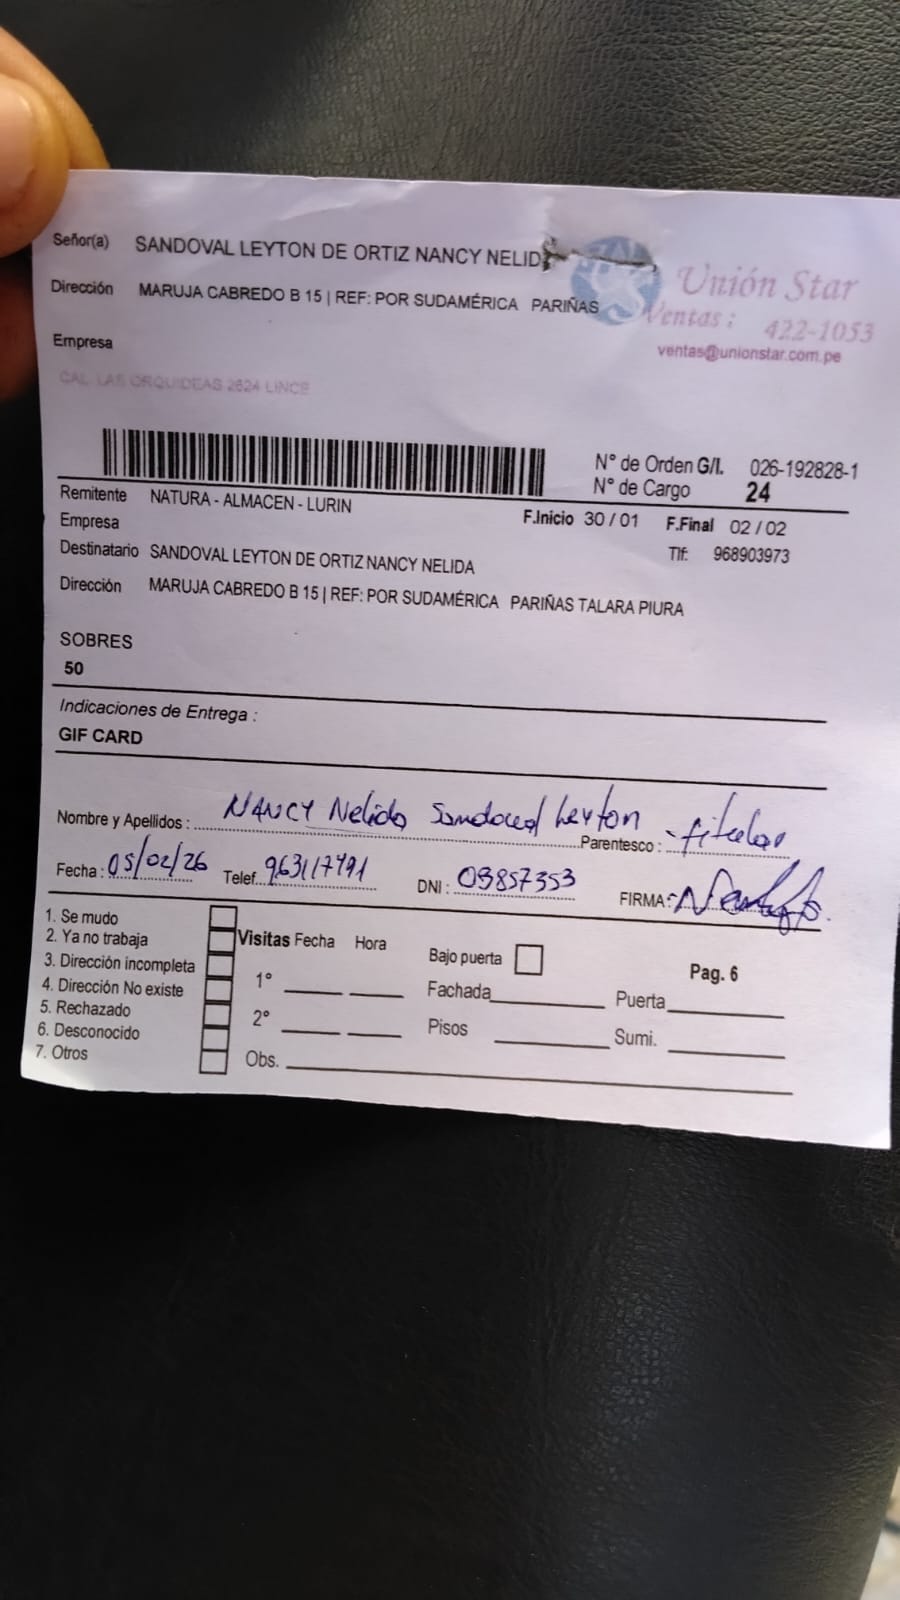 Señor(a) SANDOVAL LEYTON DE ORTIZ NANCY NELID
Dirección MARUJA CABREDO B 15 | REF: POR SUDAMÉRICA PARIÑAS
Unión Star
Ventas: 422-1053
ventas@unionstar.com.pe
Empresa
CAL. LAS ORQUIDEAS 2624 LINCE
N° de Orden G/I. 026-192828-1
N° de Cargo 24
Remitente NATURA - ALMACEN - LURIN
F.Inicio 30 / 01 F.Final 02 / 02
Empresa
Tlf: 968903973
Destinatario SANDOVAL LEYTON DE ORTIZ NANCY NELIDA
Dirección MARUJA CABREDO B 15 | REF: POR SUDAMÉRICA PARIÑAS TALARA PIURA
SOBRES
50
Indicaciones de Entrega :
GIF CARD
Nombre y Apellidos : NANCY Nelida Sandoval Leyton Parentesco : - titular
Fecha : 05/02/26 Telef. 963117491 DNI : 03857353 FIRMA :
1. Se mudo
2. Ya no trabaja
3. Dirección incompleta
4. Dirección No existe
5. Rechazado
6. Desconocido
7. Otros
Visitas Fecha Hora
1°
2°
Obs.
Bajo puerta
Fachada
Pisos
Pag. 6
Puerta
Sumi.